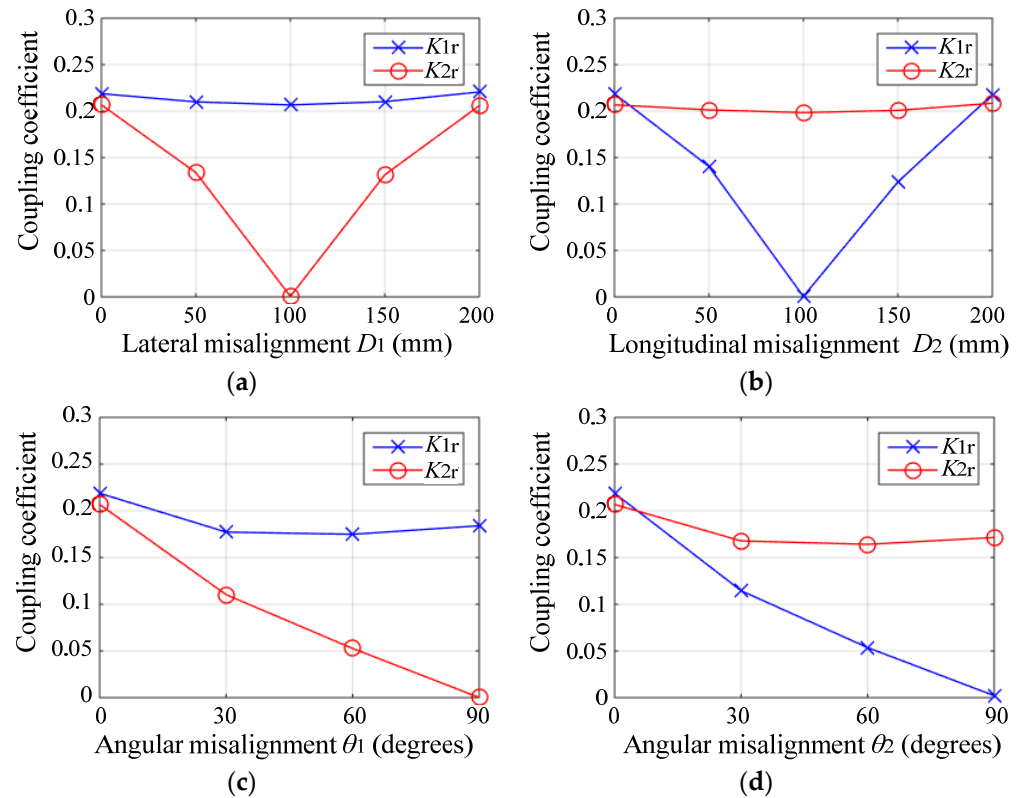 Coupling coefficient
0.3
0.25
0.2
0.15
0.1
0.05
0
K1r
K2r
0 50 100 150 200
Lateral misalignment D1 (mm)
(a)
Coupling coefficient
0.3
0.25
0.2
0.15
0.1
0.05
0
K1r
K2r
0 50 100 150 200
Longitudinal misalignment D2 (mm)
(b)
Coupling coefficient
0.3
0.25
0.2
0.15
0.1
0.05
0
K1r
K2r
0 30 60 90
Angular misalignment θ1 (degrees)
(c)
Coupling coefficient
0.3
0.25
0.2
0.15
0.1
0.05
0
K1r
K2r
0 30 60 90
Angular misalignment θ2 (degrees)
(d)